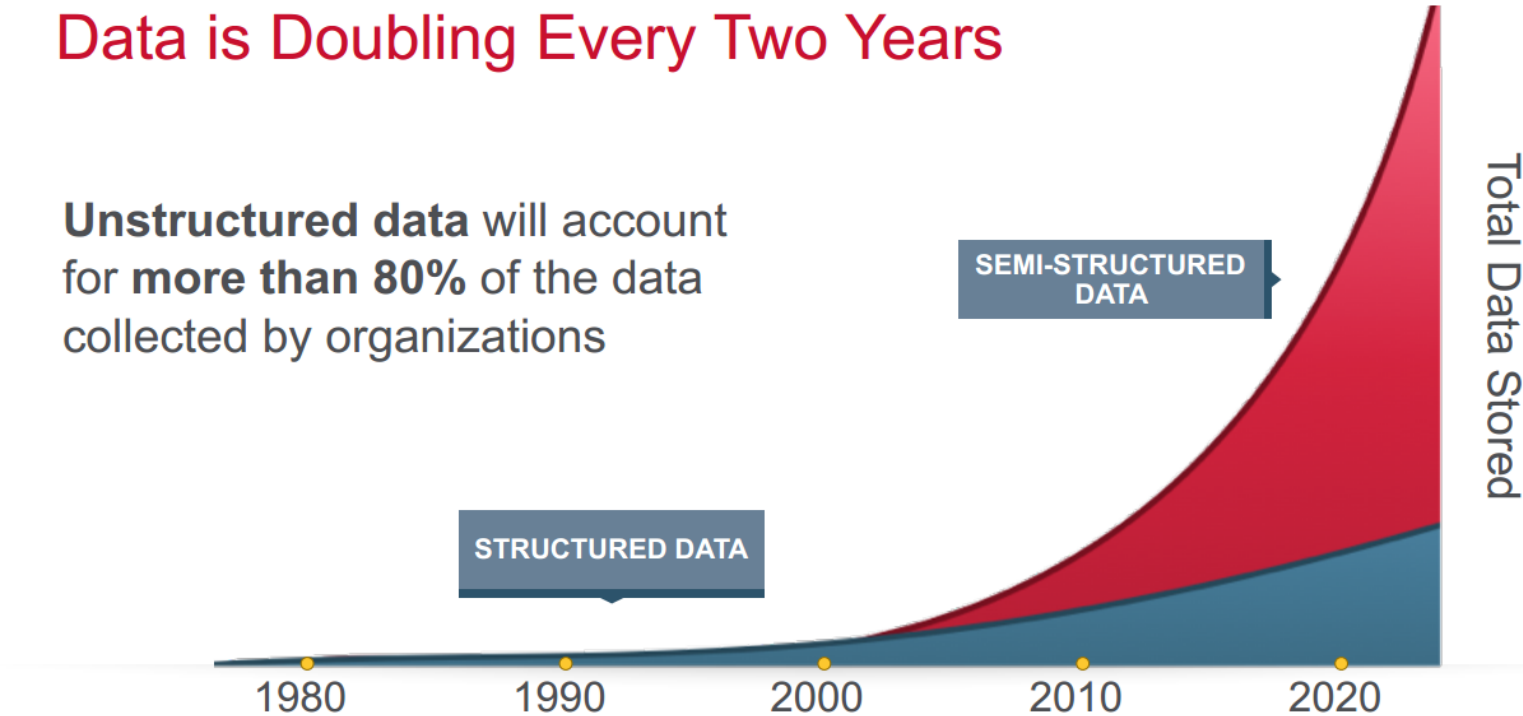 Data is Doubling Every Two Years
Unstructured data will account
for more than 80% of the data
collected by organizations
SEMI-STRUCTURED
DATA
STRUCTURED DATA
Total Data Stored
1980 1990 2000 2010 2020